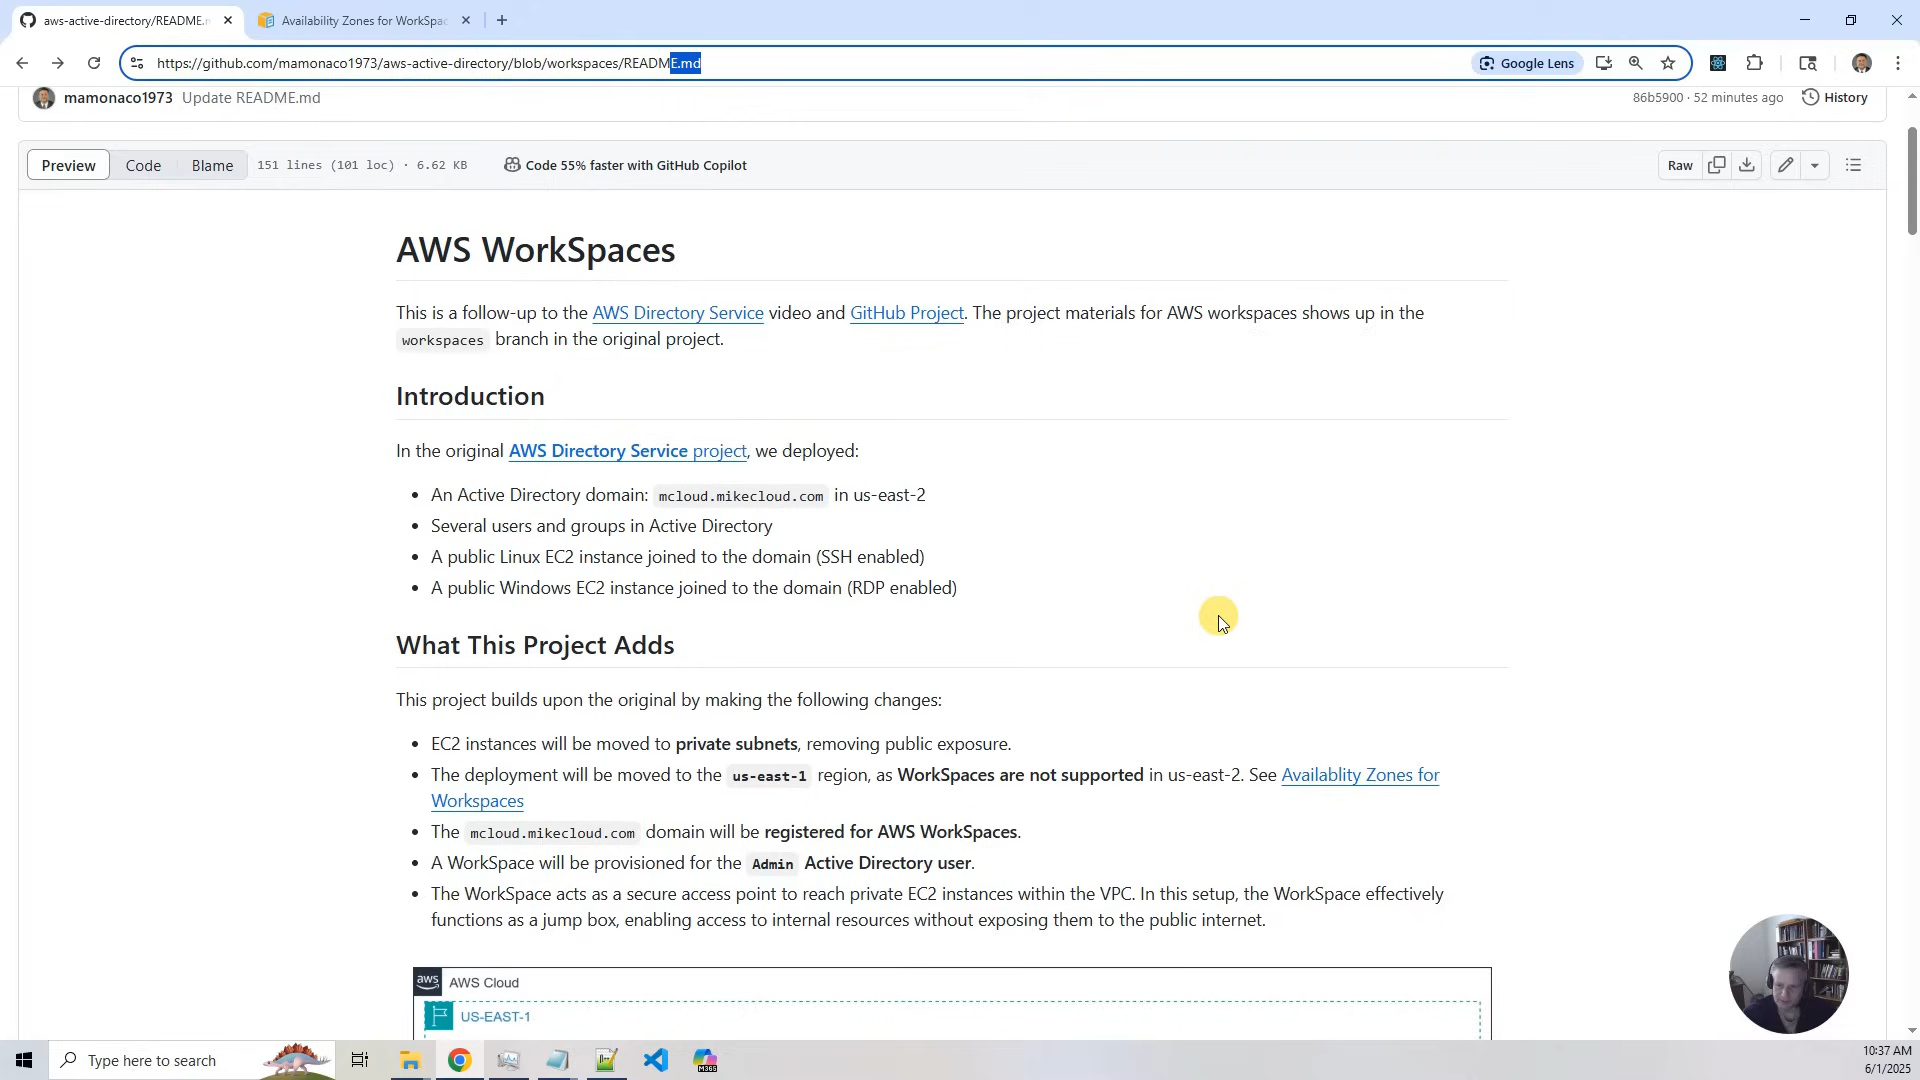 aws-active-directory/README.m
Availability Zones for WorkSpac
https://github.com/mamonaco1973/aws-active-directory/blob/workspaces/README.md
Google Lens
mamonaco1973 Update README.md
86b5900 · 52 minutes ago
History
Preview
Code
Blame
151 lines (101 loc) · 6.62 KB
Code 55% faster with GitHub Copilot
Raw
AWS WorkSpaces
This is a follow-up to the AWS Directory Service video and GitHub Project. The project materials for AWS workspaces shows up in the
workspaces branch in the original project.
Introduction
In the original AWS Directory Service project, we deployed:
• An Active Directory domain: mcloud.mikecloud.com in us-east-2
• Several users and groups in Active Directory
• A public Linux EC2 instance joined to the domain (SSH enabled)
• A public Windows EC2 instance joined to the domain (RDP enabled)
What This Project Adds
This project builds upon the original by making the following changes:
• EC2 instances will be moved to private subnets, removing public exposure.
• The deployment will be moved to the us-east-1 region, as WorkSpaces are not supported in us-east-2. See Availablity Zones for
Workspaces
• The mcloud.mikecloud.com domain will be registered for AWS WorkSpaces.
• A WorkSpace will be provisioned for the Admin Active Directory user.
• The WorkSpace acts as a secure access point to reach private EC2 instances within the VPC. In this setup, the WorkSpace effectively
functions as a jump box, enabling access to internal resources without exposing them to the public internet.
aws AWS Cloud
US-EAST-1
Type here to search
M365
10:37 AM
6/1/2025